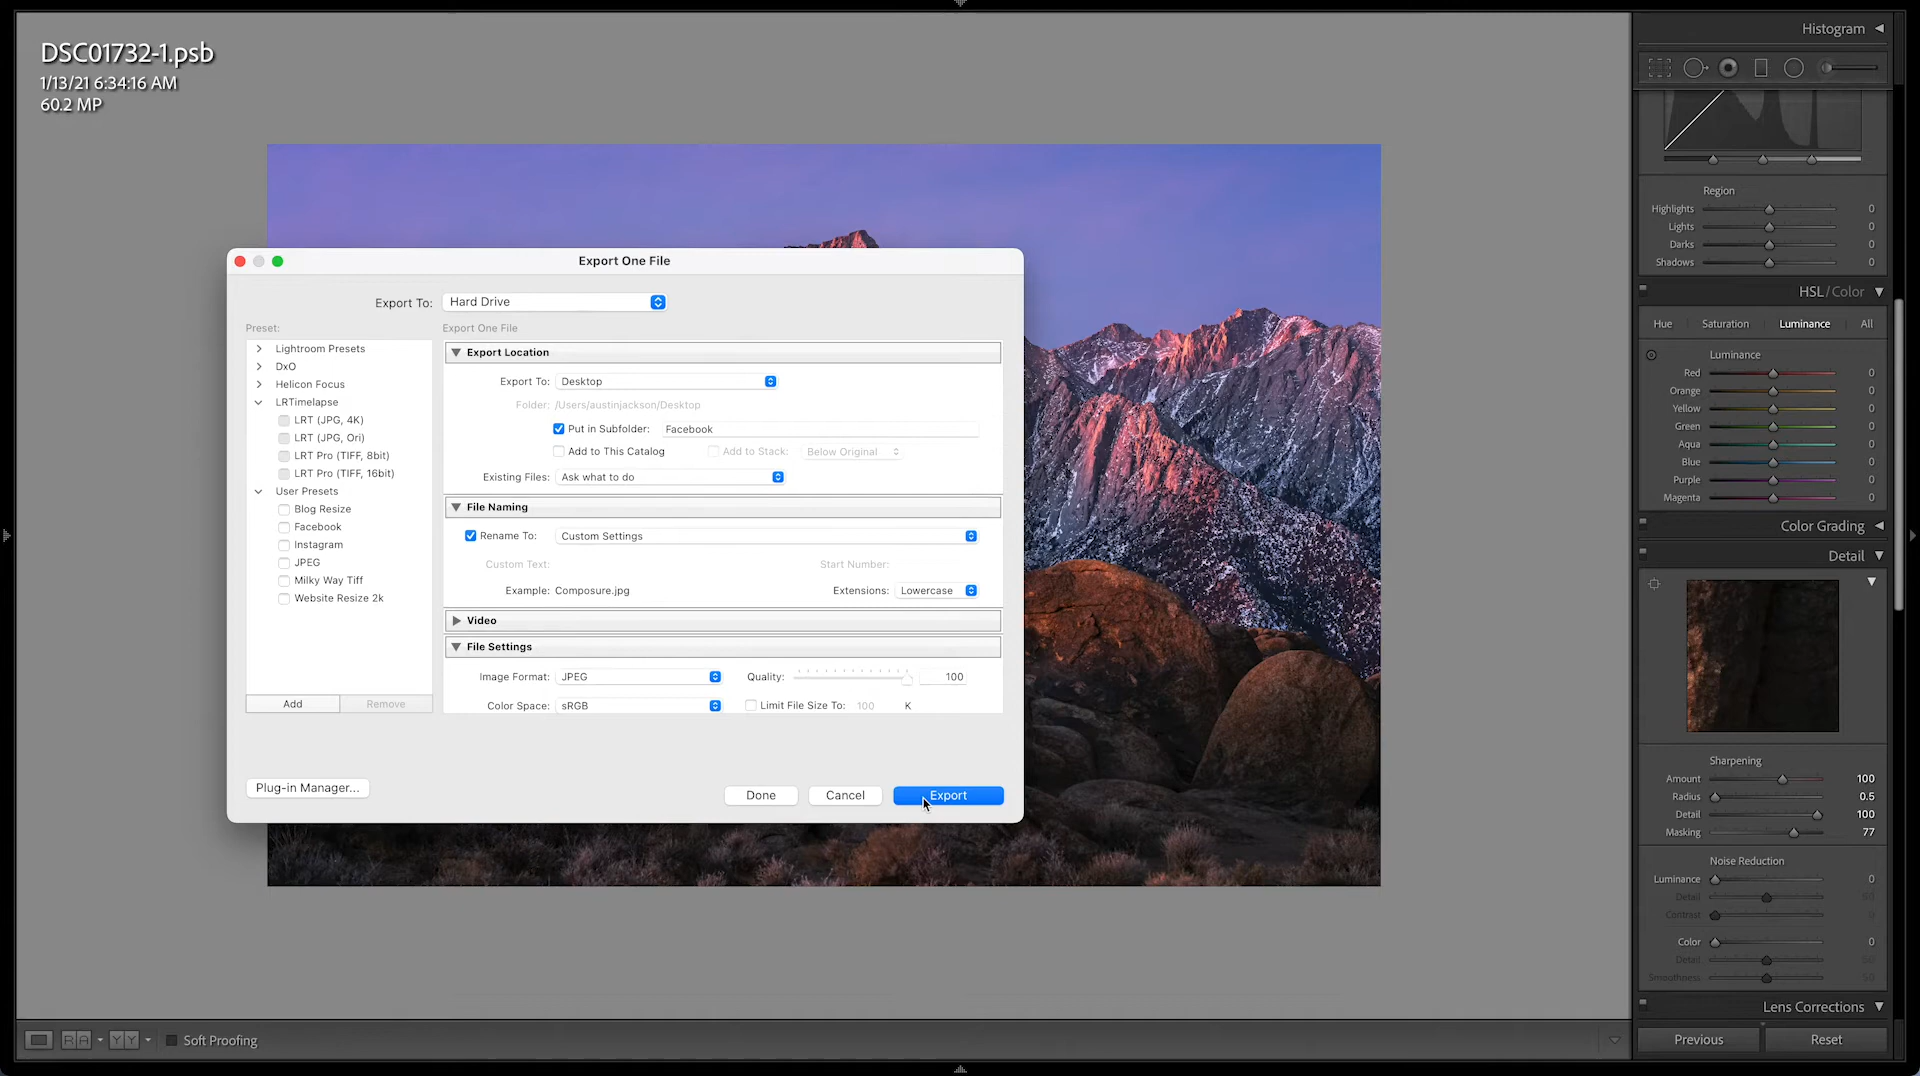 DSC01732-1.psb
1/13/21 6:34:16 AM
60.2 MP
Export One File
Export To: Hard Drive
Preset:
Lightroom Presets
DxO
Helicon Focus
LRTimelapse
LRT (JPG, 4K)
LRT (JPG, Ori)
LRT Pro (TIFF, 8bit)
LRT Pro (TIFF, 16bit)
User Presets
Blog Resize
Facebook
Instagram
JPEG
Milky Way Tiff
Website Resize 2k
Add Remove
Plug-in Manager...
Export One File
Export Location
Export To: Desktop
Folder: /Users/austinjackson/Desktop
Put in Subfolder: Facebook
Add to This Catalog Add to Stack: Below Original
Existing Files: Ask what to do
File Naming
Rename To: Custom Settings
Custom Text: Start Number:
Example: Composure.jpg Extensions: Lowercase
Video
File Settings
Image Format: JPEG Quality: 100
Color Space: sRGB Limit File Size To: 100 K
Done Cancel Export
Histogram
Region
Highlights 0
Lights 0
Darks 0
Shadows 0
HSL / Color
Hue Saturation Luminance All
Luminance
Red 0
Orange 0
Yellow 0
Green 0
Aqua 0
Blue 0
Purple 0
Magenta 0
Color Grading
Detail
Sharpening
Amount 100
Radius 0.5
Detail 100
Masking 77
Noise Reduction
Luminance 0
Detail
Contrast
Color 0
Detail
Smoothness
Lens Corrections
Previous Reset
R A Y Y Soft Proofing